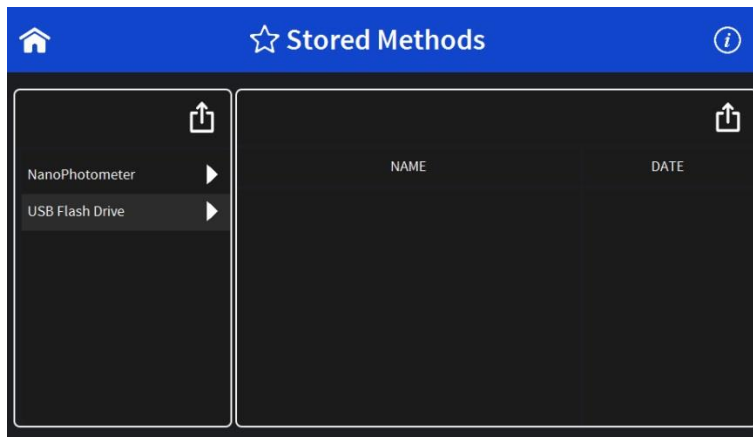 Stored Methods
i
NanoPhotometer
USB Flash Drive
NAME DATE